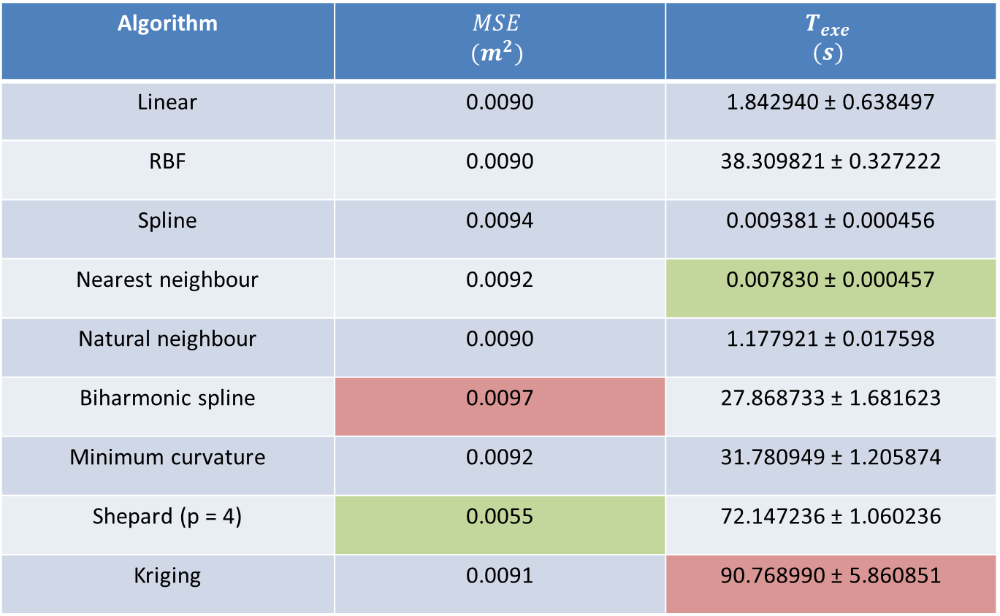 Algorithm MSE T_exe
(m²) (s)
Linear 0.0090 1.842940 ± 0.638497
RBF 0.0090 38.309821 ± 0.327222
Spline 0.0094 0.009381 ± 0.000456
Nearest neighbour 0.0092 0.007830 ± 0.000457
Natural neighbour 0.0090 1.177921 ± 0.017598
Biharmonic spline 0.0097 27.868733 ± 1.681623
Minimum curvature 0.0092 31.780949 ± 1.205874
Shepard (p = 4) 0.0055 72.147236 ± 1.060236
Kriging 0.0091 90.768990 ± 5.860851